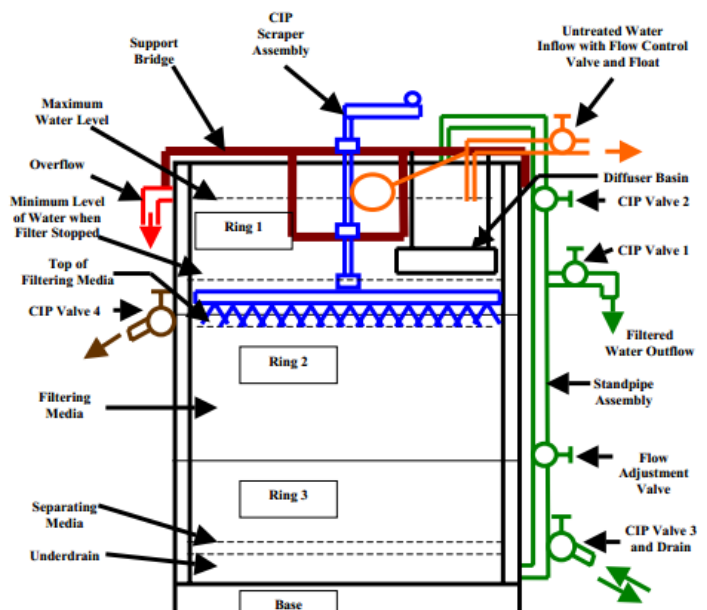 CIP
Scraper
Assembly
Untreated Water
Inflow with Flow Control
Valve and Float
Support
Bridge
Maximum
Water Level
Overflow
Minimum Level
of Water when
Filter Stopped
Top of
Filtering Media
CIP Valve 4
Filtering
Media
Separating
Media
Underdrain
Ring 1
Ring 2
Ring 3
Base
Diffuser Basin
CIP Valve 2
CIP Valve 1
Filtered
Water Outflow
Standpipe
Assembly
Flow
Adjustment
Valve
CIP Valve 3
and Drain